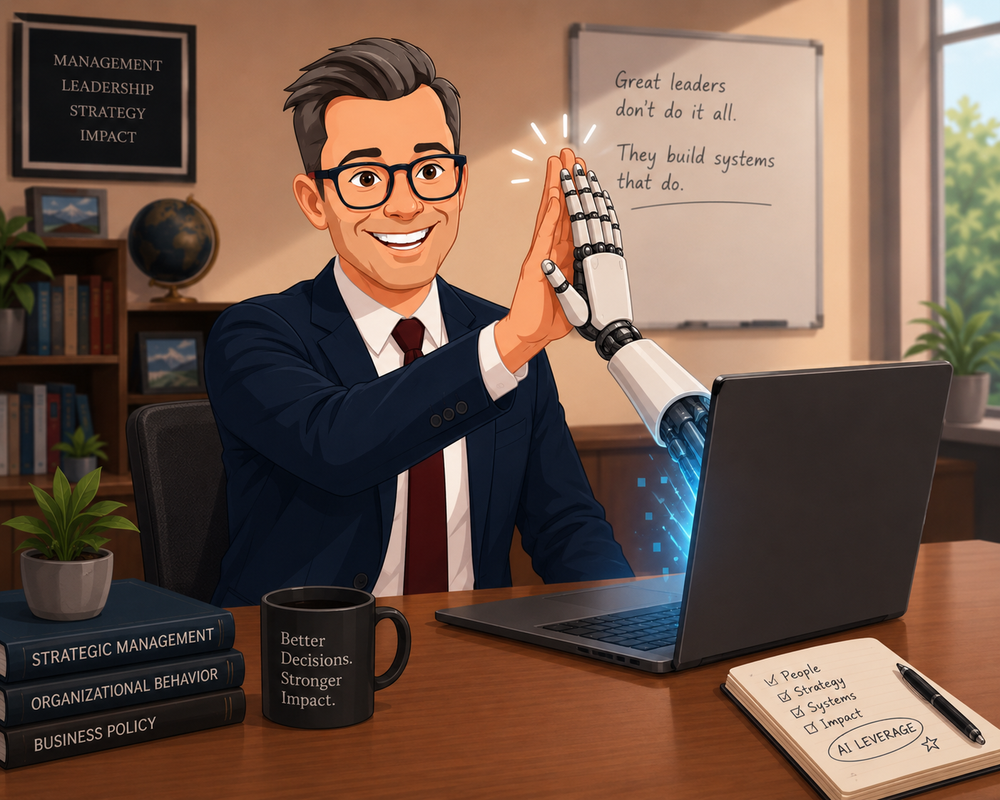 MANAGEMENT
LEADERSHIP
STRATEGY
IMPACT
Great leaders
don't do it all.
They build systems
that do.
STRATEGIC MANAGEMENT
ORGANIZATIONAL BEHAVIOR
BUSINESS POLICY
Better
Decisions.
Stronger
Impact.
People
Strategy
Systems
Impact
AI LEVERAGE